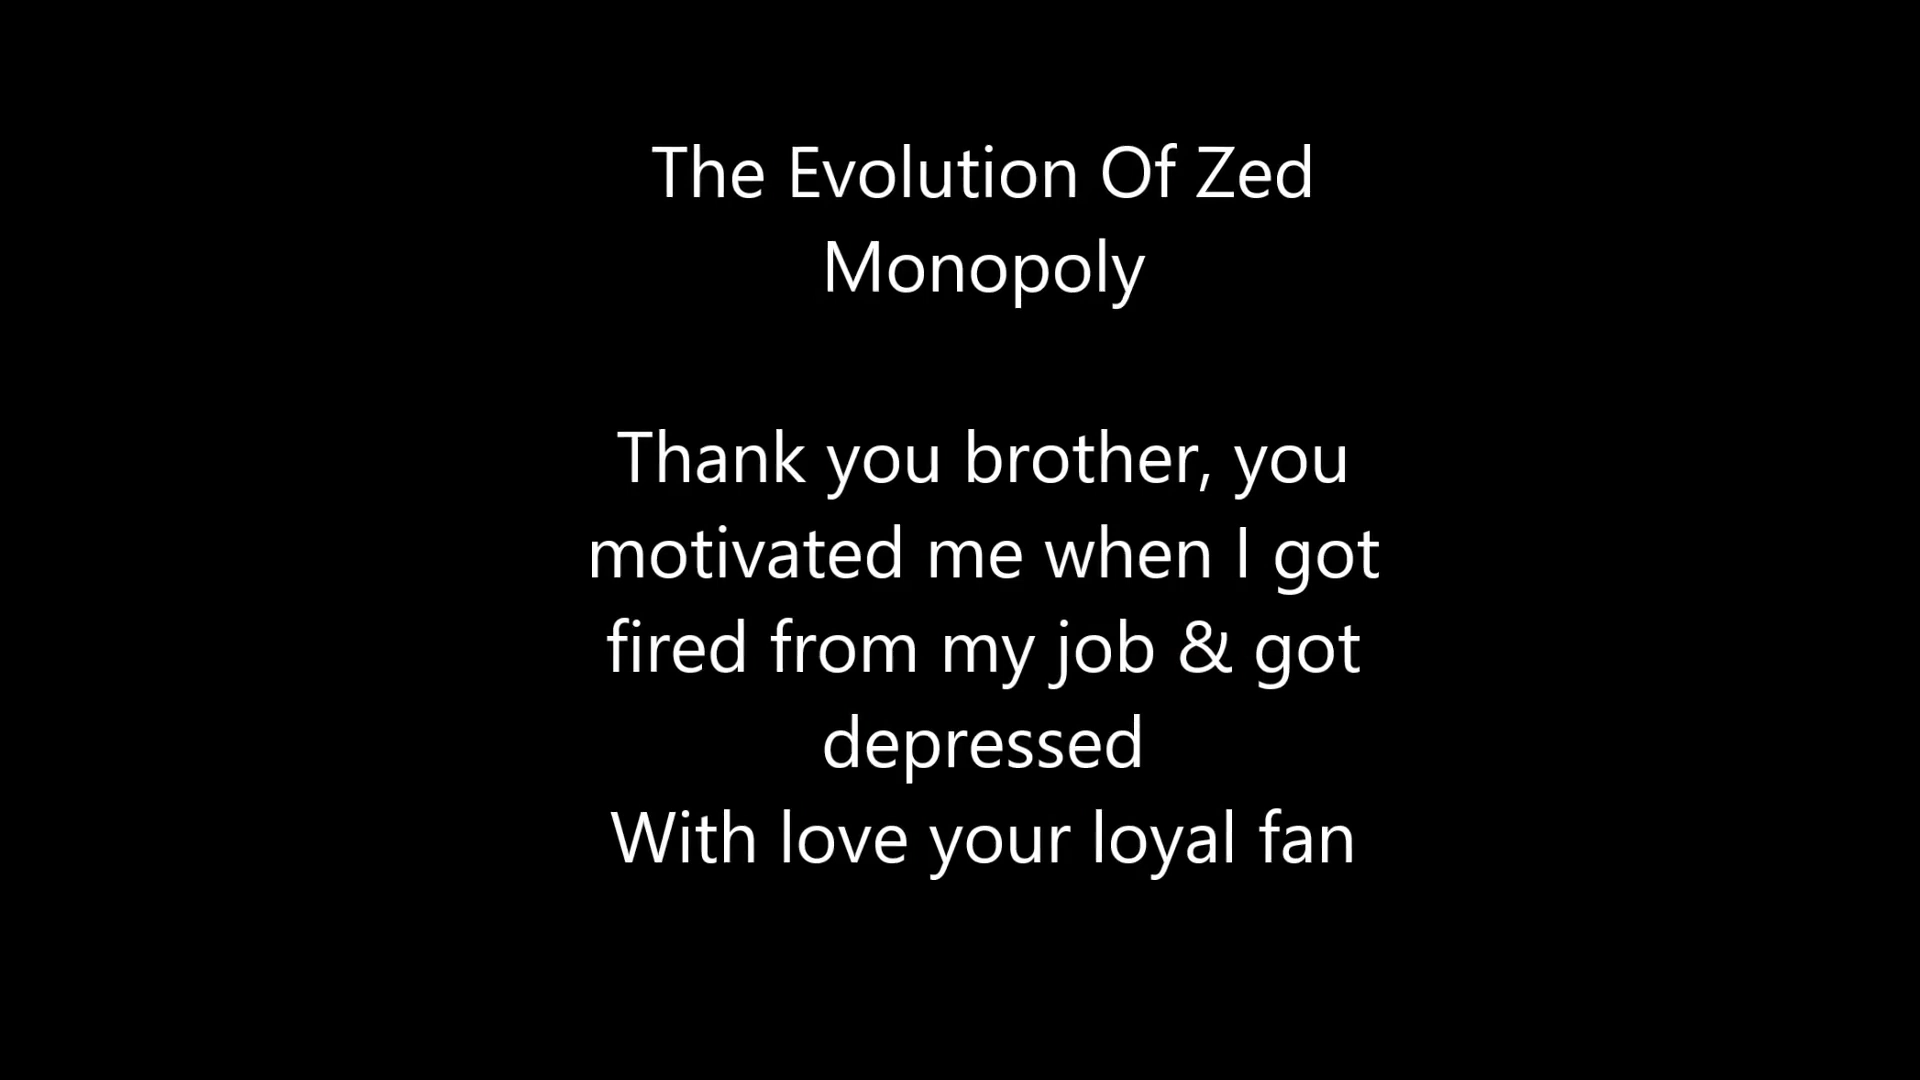 The Evolution Of Zed
Monopoly
Thank you brother, you
motivated me when I got
fired from my job & got
depressed
With love your loyal fan